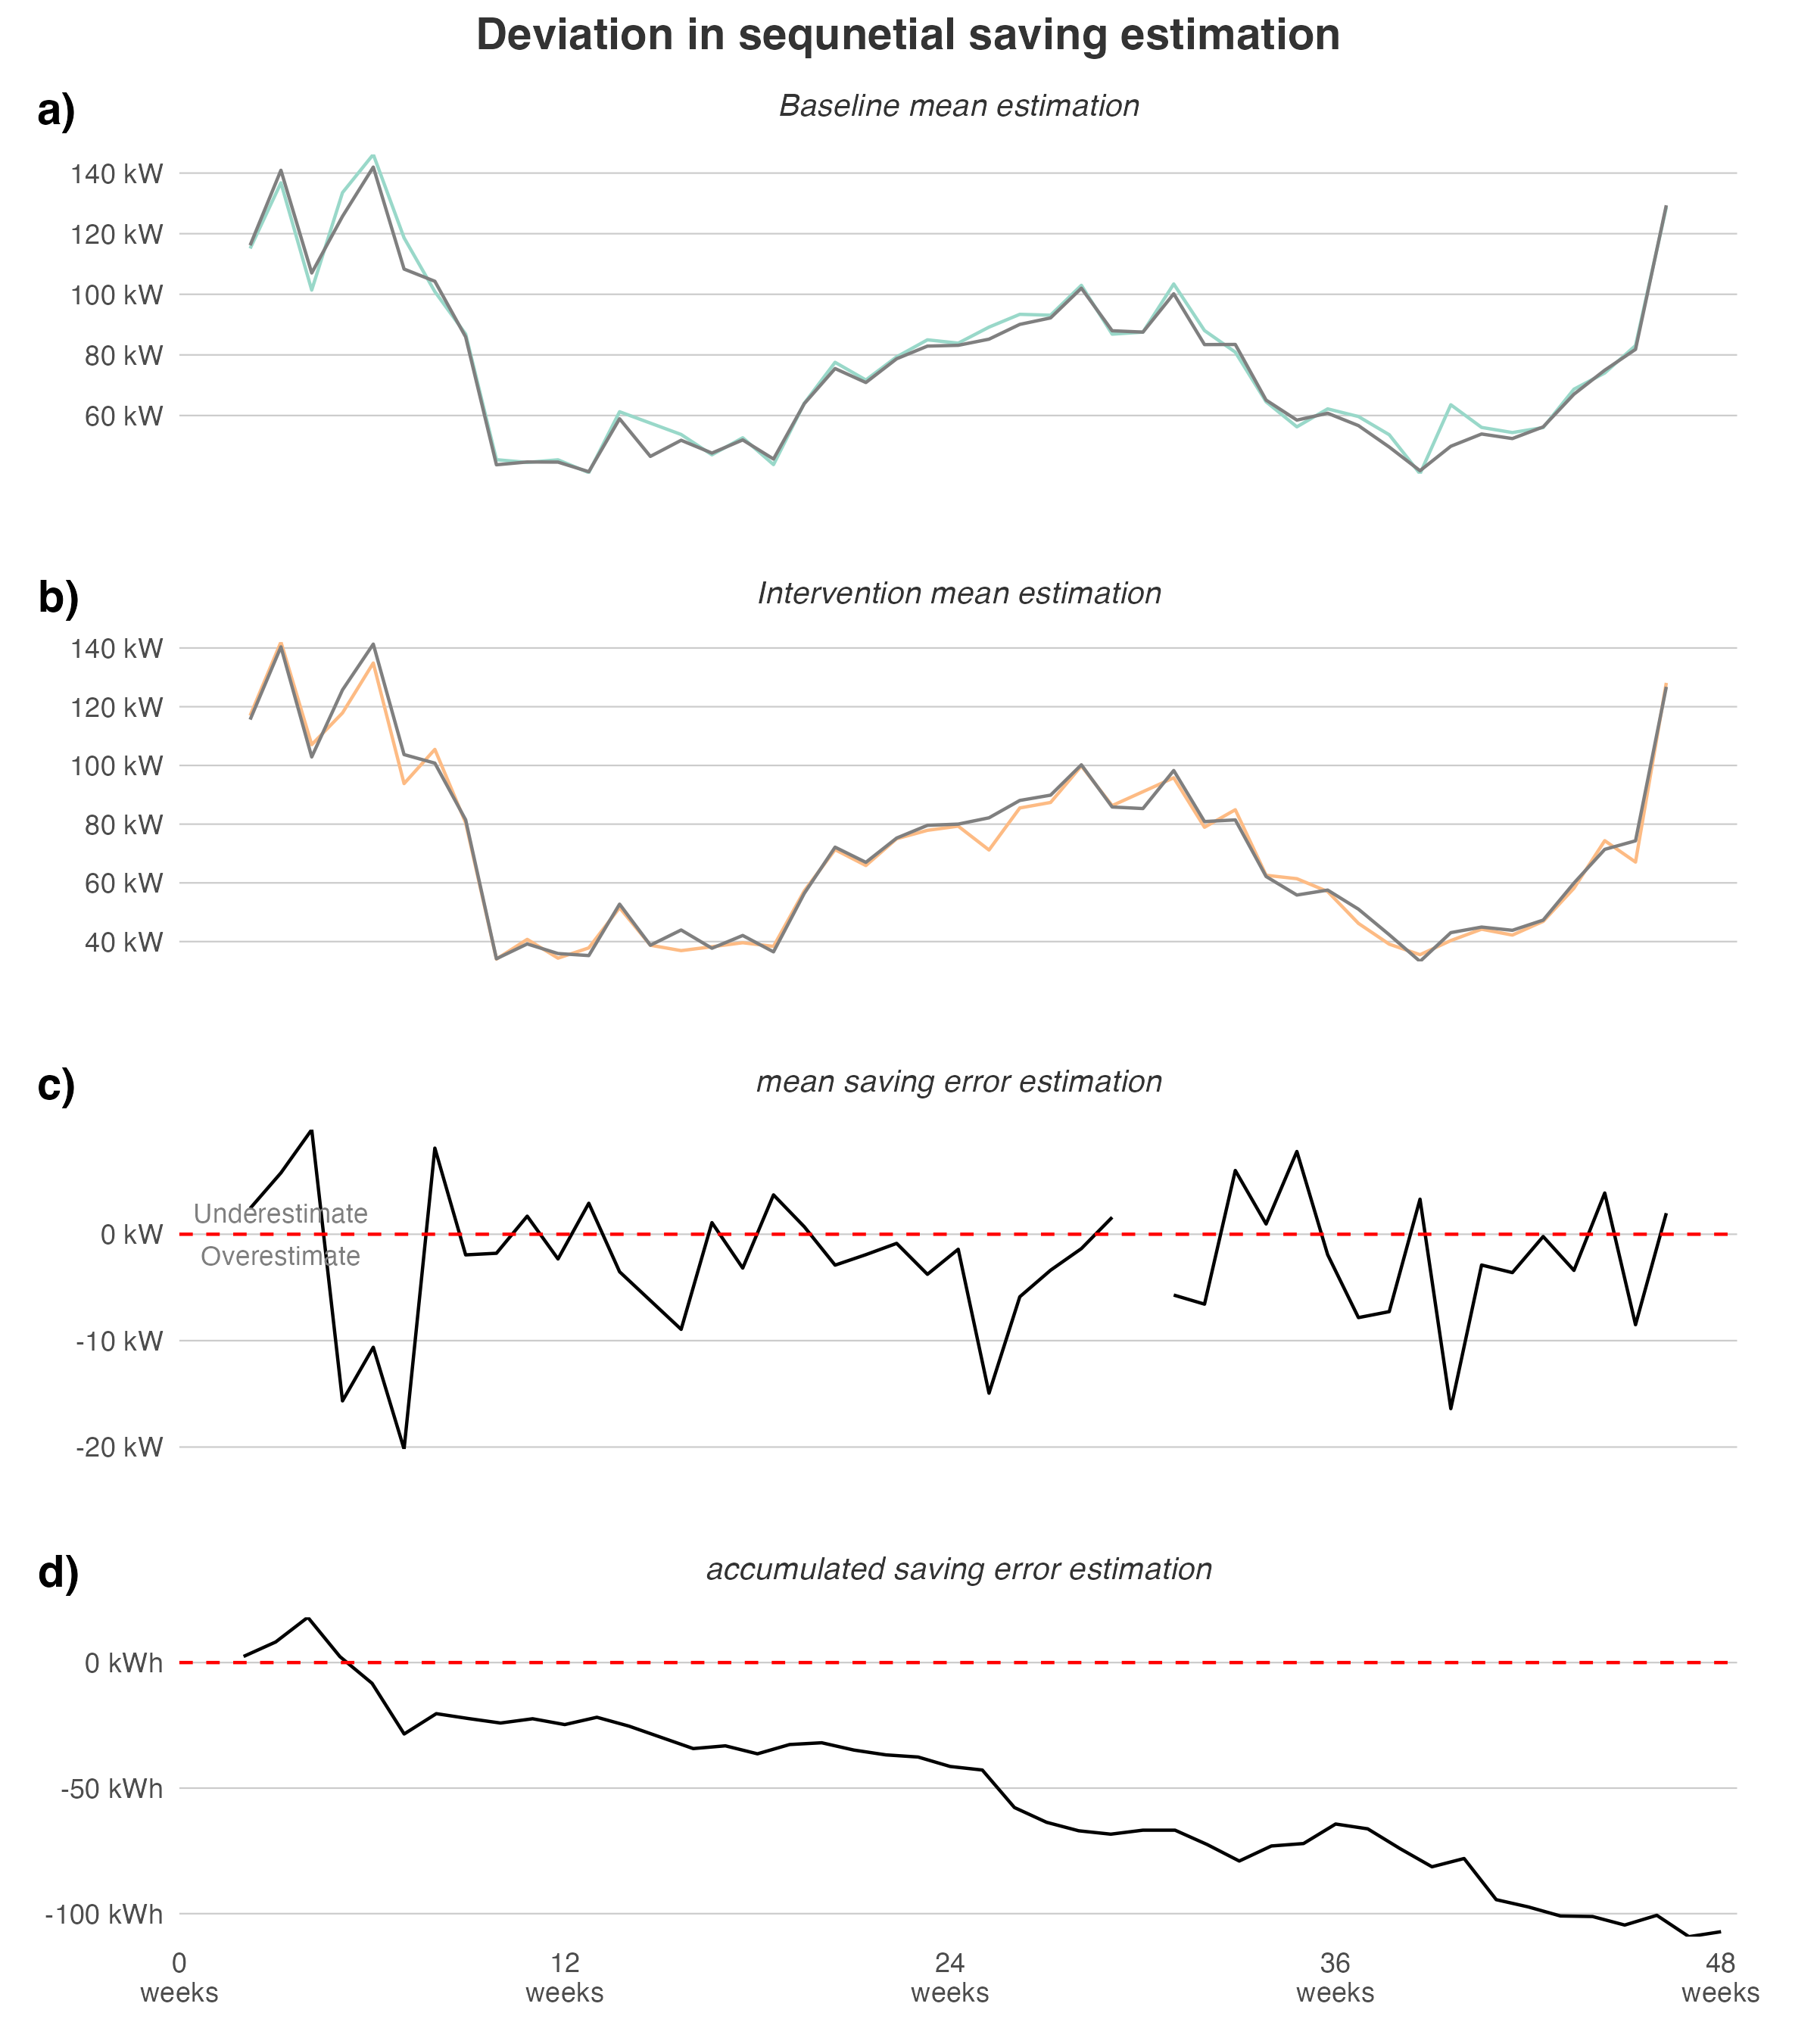 Deviation in sequnetial saving estimation
a)
Baseline mean estimation
140 kW
120 kW
100 kW
80 kW
60 kW
b)
Intervention mean estimation
140 kW
120 kW
100 kW
80 kW
60 kW
40 kW
c)
mean saving error estimation
Underestimate
0 kW
Overestimate
-10 kW
-20 kW
d)
accumulated saving error estimation
0 kWh
-50 kWh
-100 kWh
0 12 24 36 48
weeks weeks weeks weeks weeks